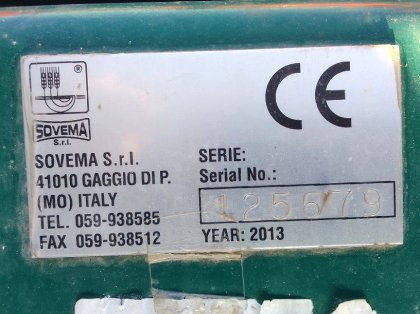 ®
SOVEMA
S.r.l.
CE
SOVEMA S.r.l.
41010 GAGGIO DI P.
(MO) ITALY
TEL. 059-938585
FAX 059-938512
SERIE:
Serial No.:
125679
YEAR: 2013